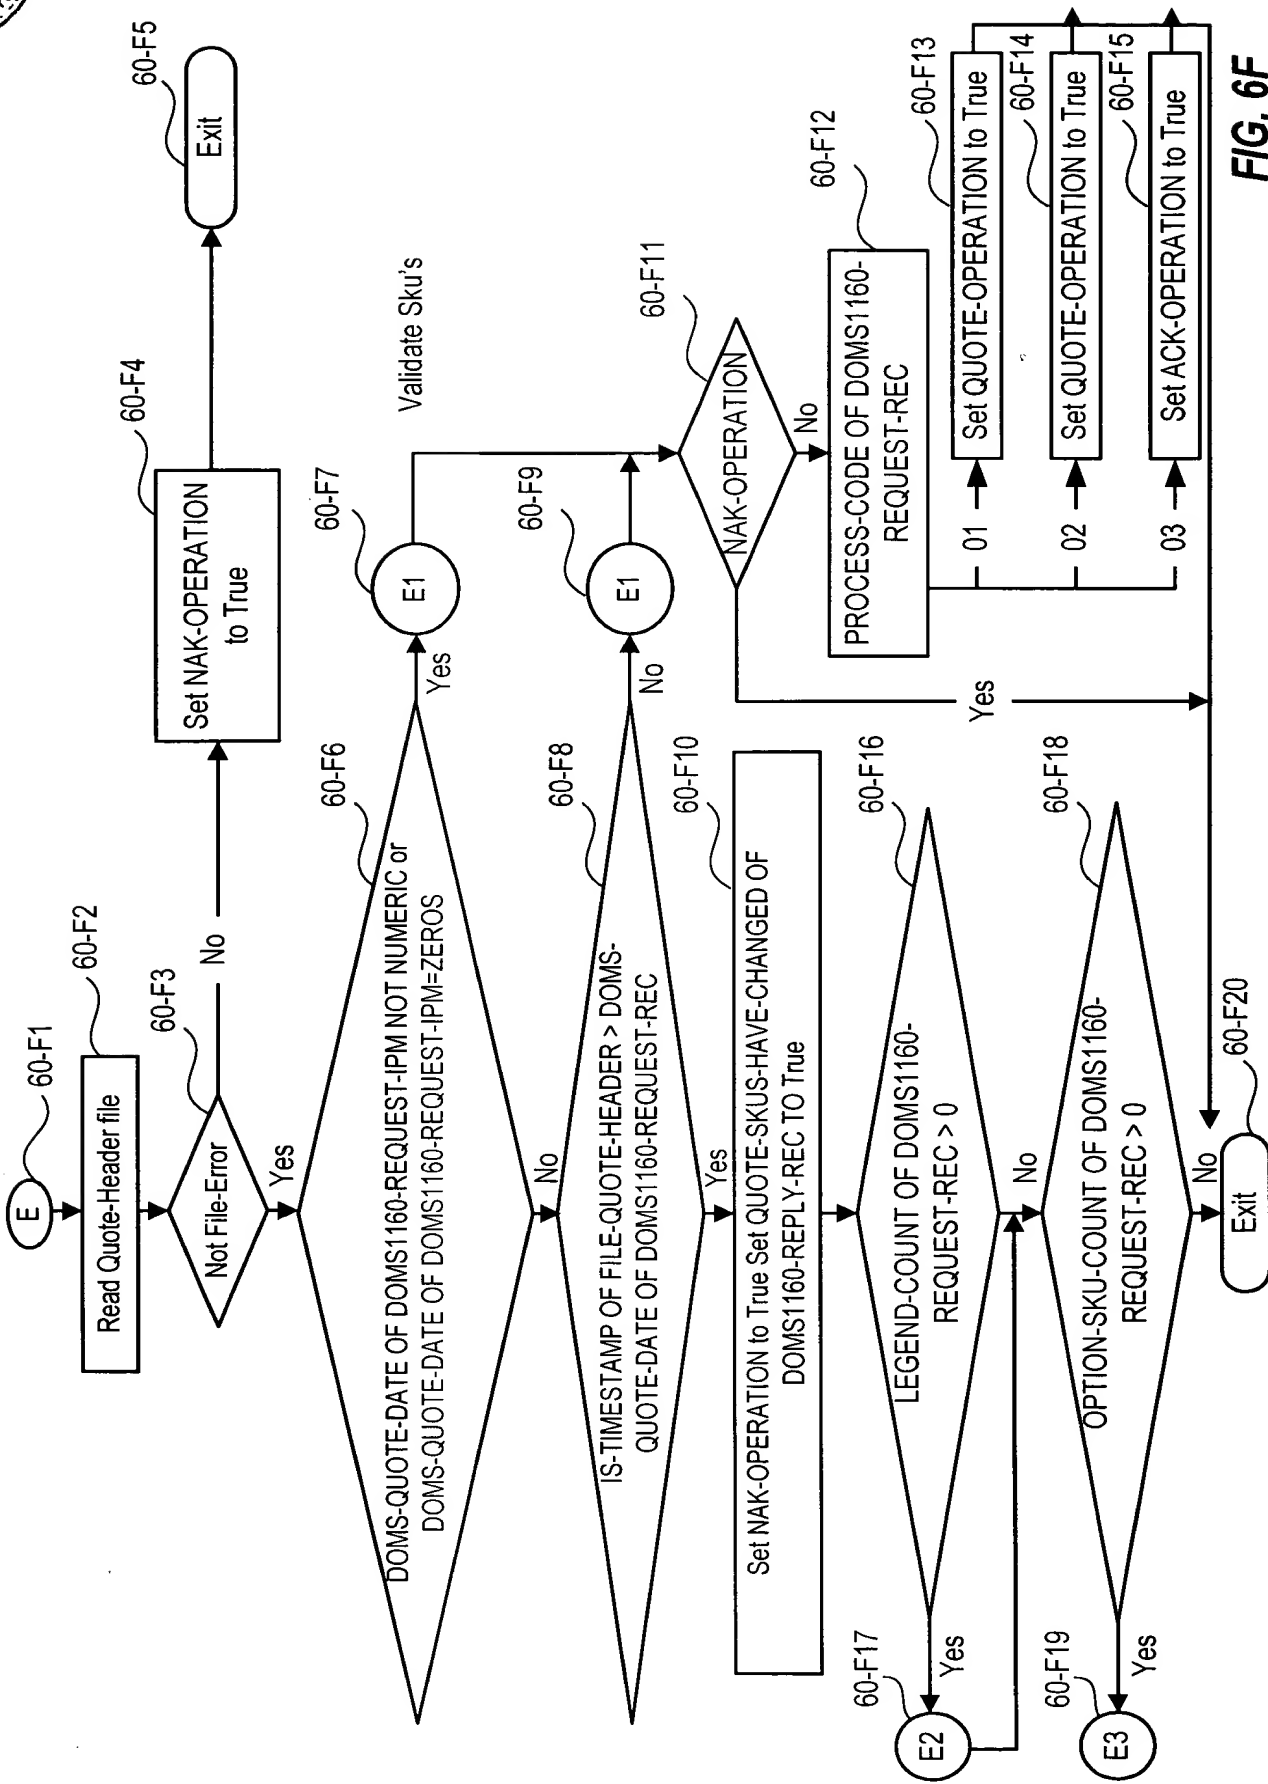 E
60-F1
Read Quote-Header file
60-F2
Not File-Error
60-F3
No
Yes
Set NAK-OPERATION
to True
60-F4
Exit
60-F5
DOMS-QUOTE-DATE OF DOMS1160-REQUEST-IPM NOT NUMERIC or
DOMS-QUOTE-DATE OF DOMS1160-REQUEST-IPM=ZEROS
60-F6
Yes
No
E1
60-F7
Validate Sku's
IS-TIMESTAMP OF FILE-QUOTE-HEADER > DOMS-
QUOTE-DATE OF DOMS1160-REQUEST-REC
60-F8
No
Yes
E1
60-F9
Set NAK-OPERATION to True Set QUOTE-SKUS-HAVE-CHANGED OF
DOMS1160-REPLY-REC TO True
60-F10
NAK-OPERATION
60-F11
No
Yes
PROCESS-CODE OF DOMS1160-
REQUEST-REC
60-F12
01
Set QUOTE-OPERATION to True
60-F13
02
Set QUOTE-OPERATION to True
60-F14
03
Set ACK-OPERATION to True
60-F15
LEGEND-COUNT OF DOMS1160-
REQUEST-REC > 0
60-F16
Yes
No
E2
60-F17
OPTION-SKU-COUNT OF DOMS1160-
REQUEST-REC > 0
60-F18
Yes
No
E3
60-F19
Exit
60-F20
FIG. 6F